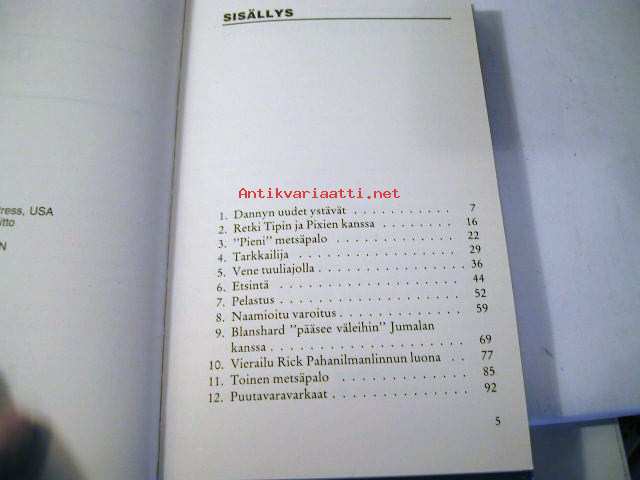 SISÄLLYS
ress, USA
itto
N
Antikvariaatti.net
1. Dannyn uudet ystävät . . . . . . . . . . . 7
2. Retki Tipin ja Pixien kanssa . . . . . . . . . 16
3. "Pieni" metsäpalo . . . . . . . . . . . 22
4. Tarkkailija . . . . . . . . . . . . . . . 29
5. Vene tuuliajolla . . . . . . . . . . . . . 36
6. Etsintä . . . . . . . . . . . . . . . . . 44
7. Pelastus . . . . . . . . . . . . . . . . 52
8. Naamioitu varoitus . . . . . . . . . . . 59
9. Blanshard "pääsee väleihin" Jumalan
kanssa . . . . . . . . . . . . . . . . . 69
10. Vierailu Rick Pahanilmanlinnun luona . . 77
11. Toinen metsäpalo . . . . . . . . . . . 85
12. Puutavaravarkaat . . . . . . . . . . . . 92
5